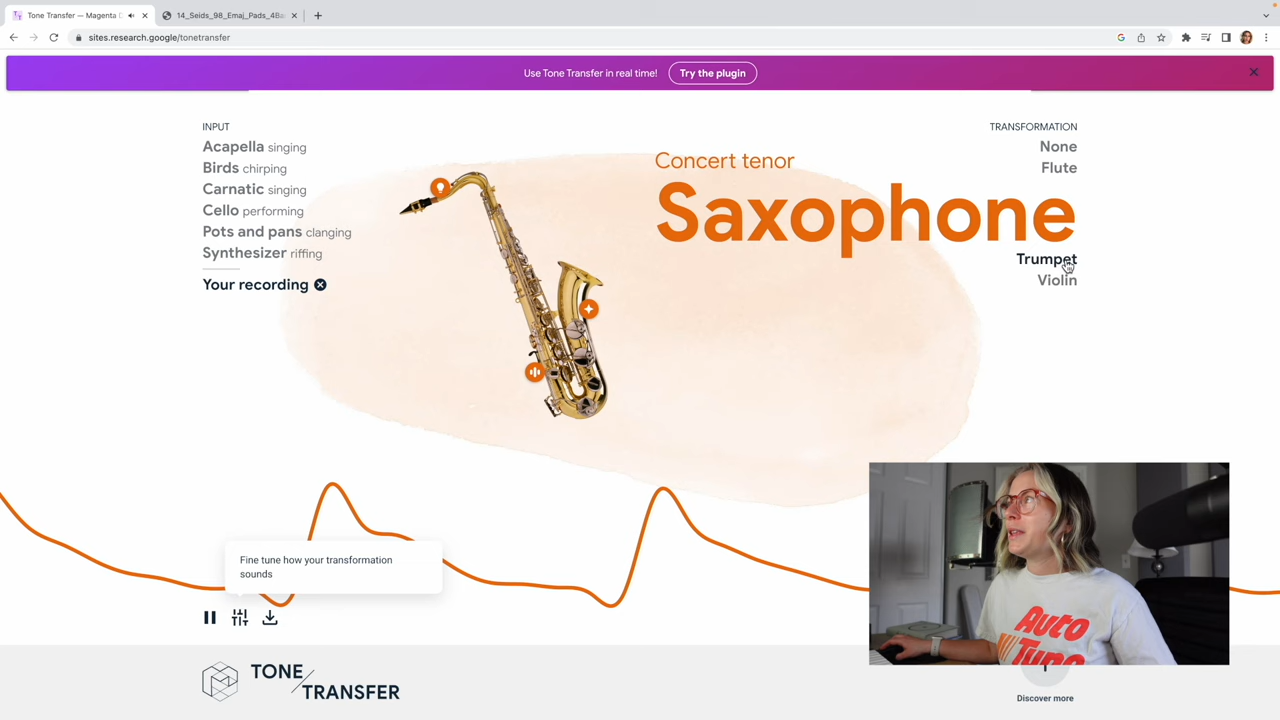 Tone Transfer — Magenta D
14_Seids_98_Emaj_Pads_4Ba
sites.research.google/tonetransfer
Use Tone Transfer in real time!
Try the plugin
INPUT
Acapella singing
Birds chirping
Carnatic singing
Cello performing
Pots and pans clanging
Synthesizer riffing
Your recording
TRANSFORMATION
None
Flute
Concert tenor
Saxophone
Trumpet
Violin
Fine tune how your transformation
sounds
TONE
TRANSFER
Auto
Tune
Discover more